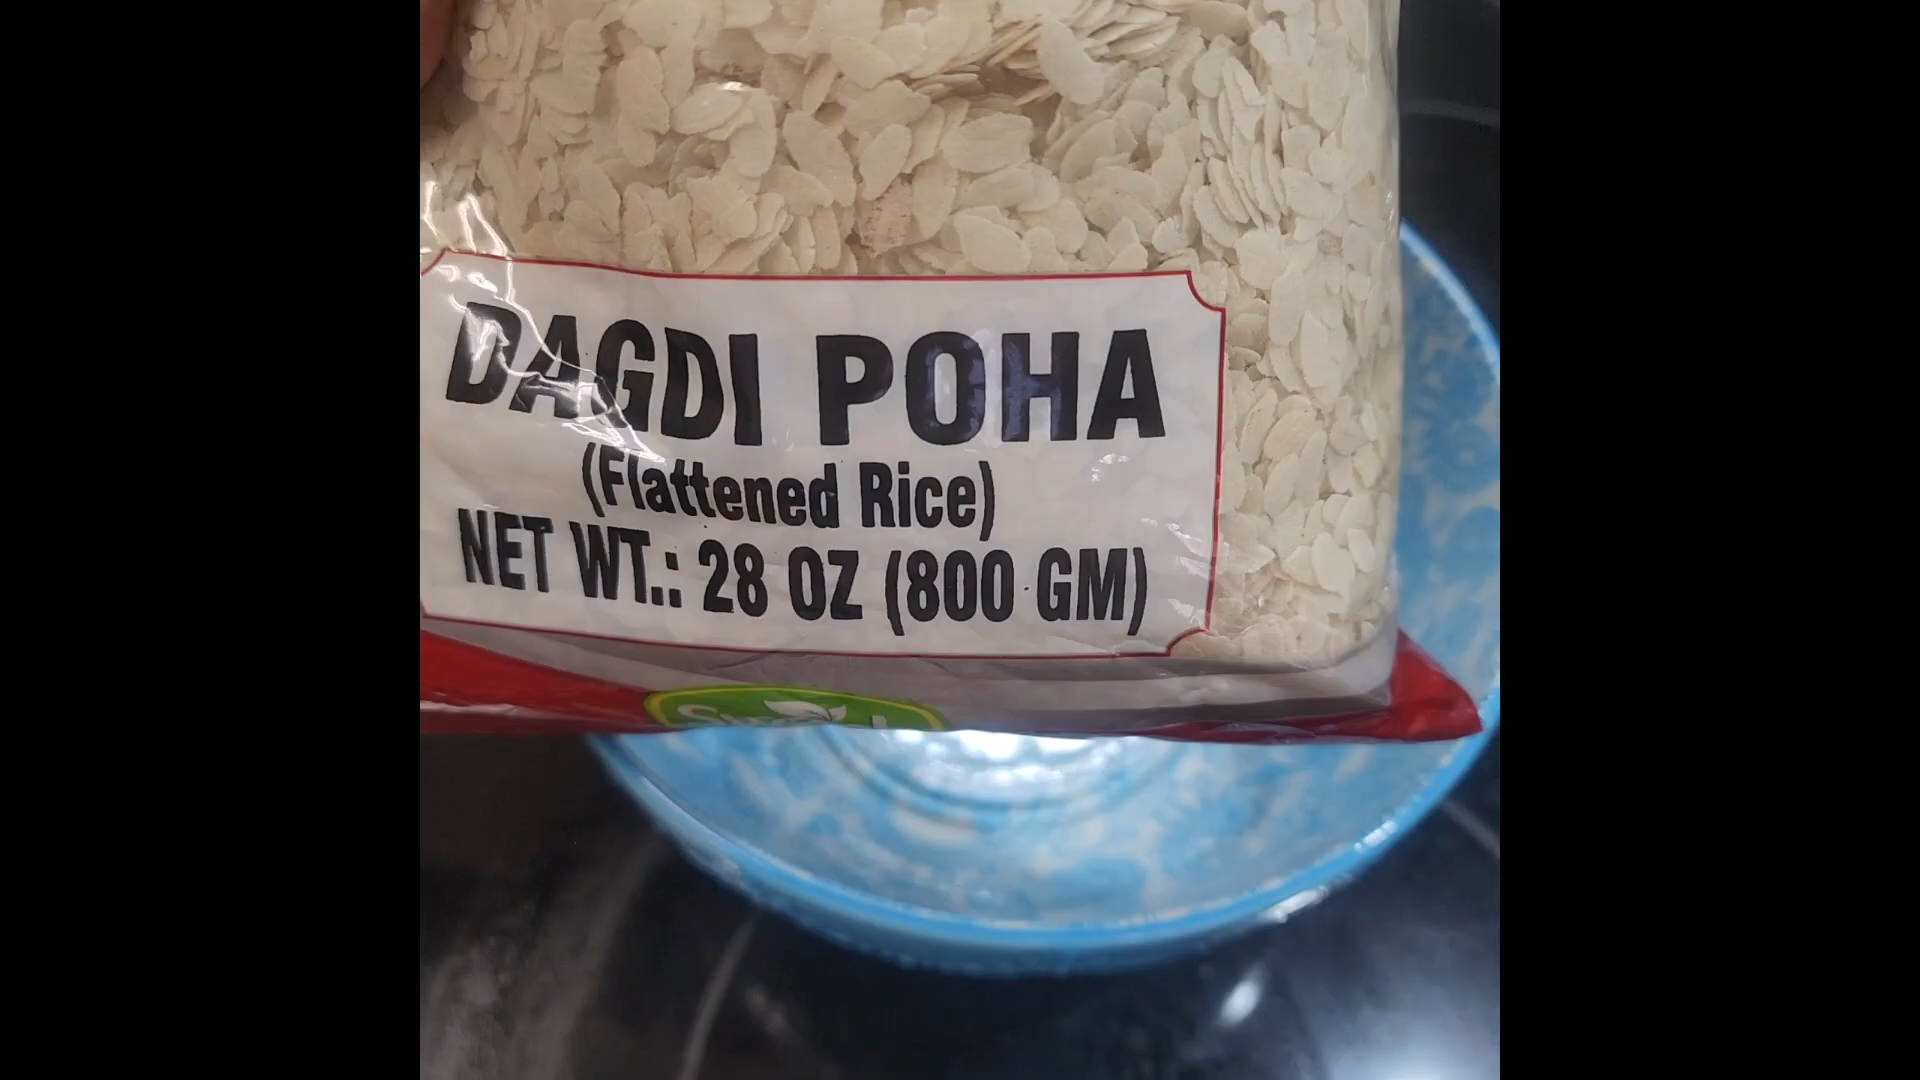 DAGDI POHA
(Flattened Rice)
NET WT.: 28 OZ (800 GM)